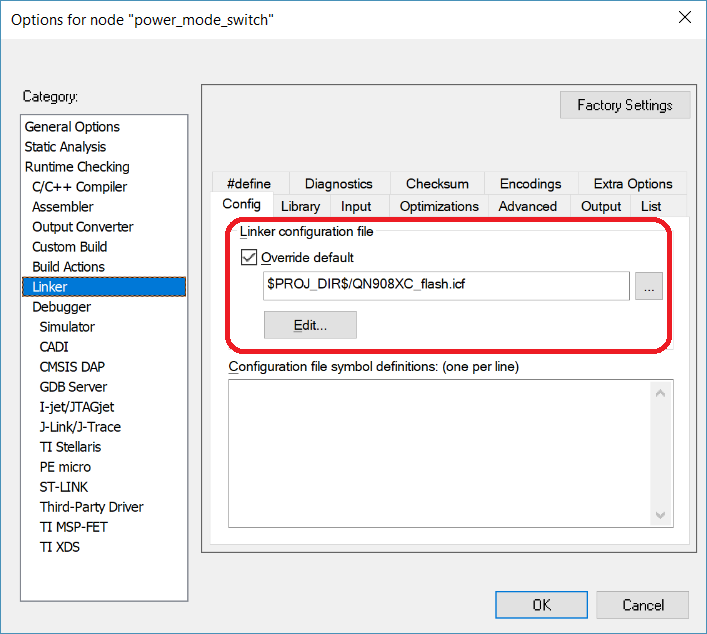 Options for node "power_mode_switch"
Category:
General Options
Static Analysis
Runtime Checking
C/C++ Compiler
Assembler
Output Converter
Custom Build
Build Actions
Linker
Debugger
Simulator
CADI
CMSIS DAP
GDB Server
I-jet/JTAGjet
J-Link/J-Trace
TI Stellaris
PE micro
ST-LINK
Third-Party Driver
TI MSP-FET
TI XDS
Factory Settings
#define Diagnostics Checksum Encodings Extra Options
Config Library Input Optimizations Advanced Output List
Linker configuration file
Override default
$PROJ_DIR$/QN908XC_flash.icf
...
Edit...
Configuration file symbol definitions: (one per line)
OK Cancel